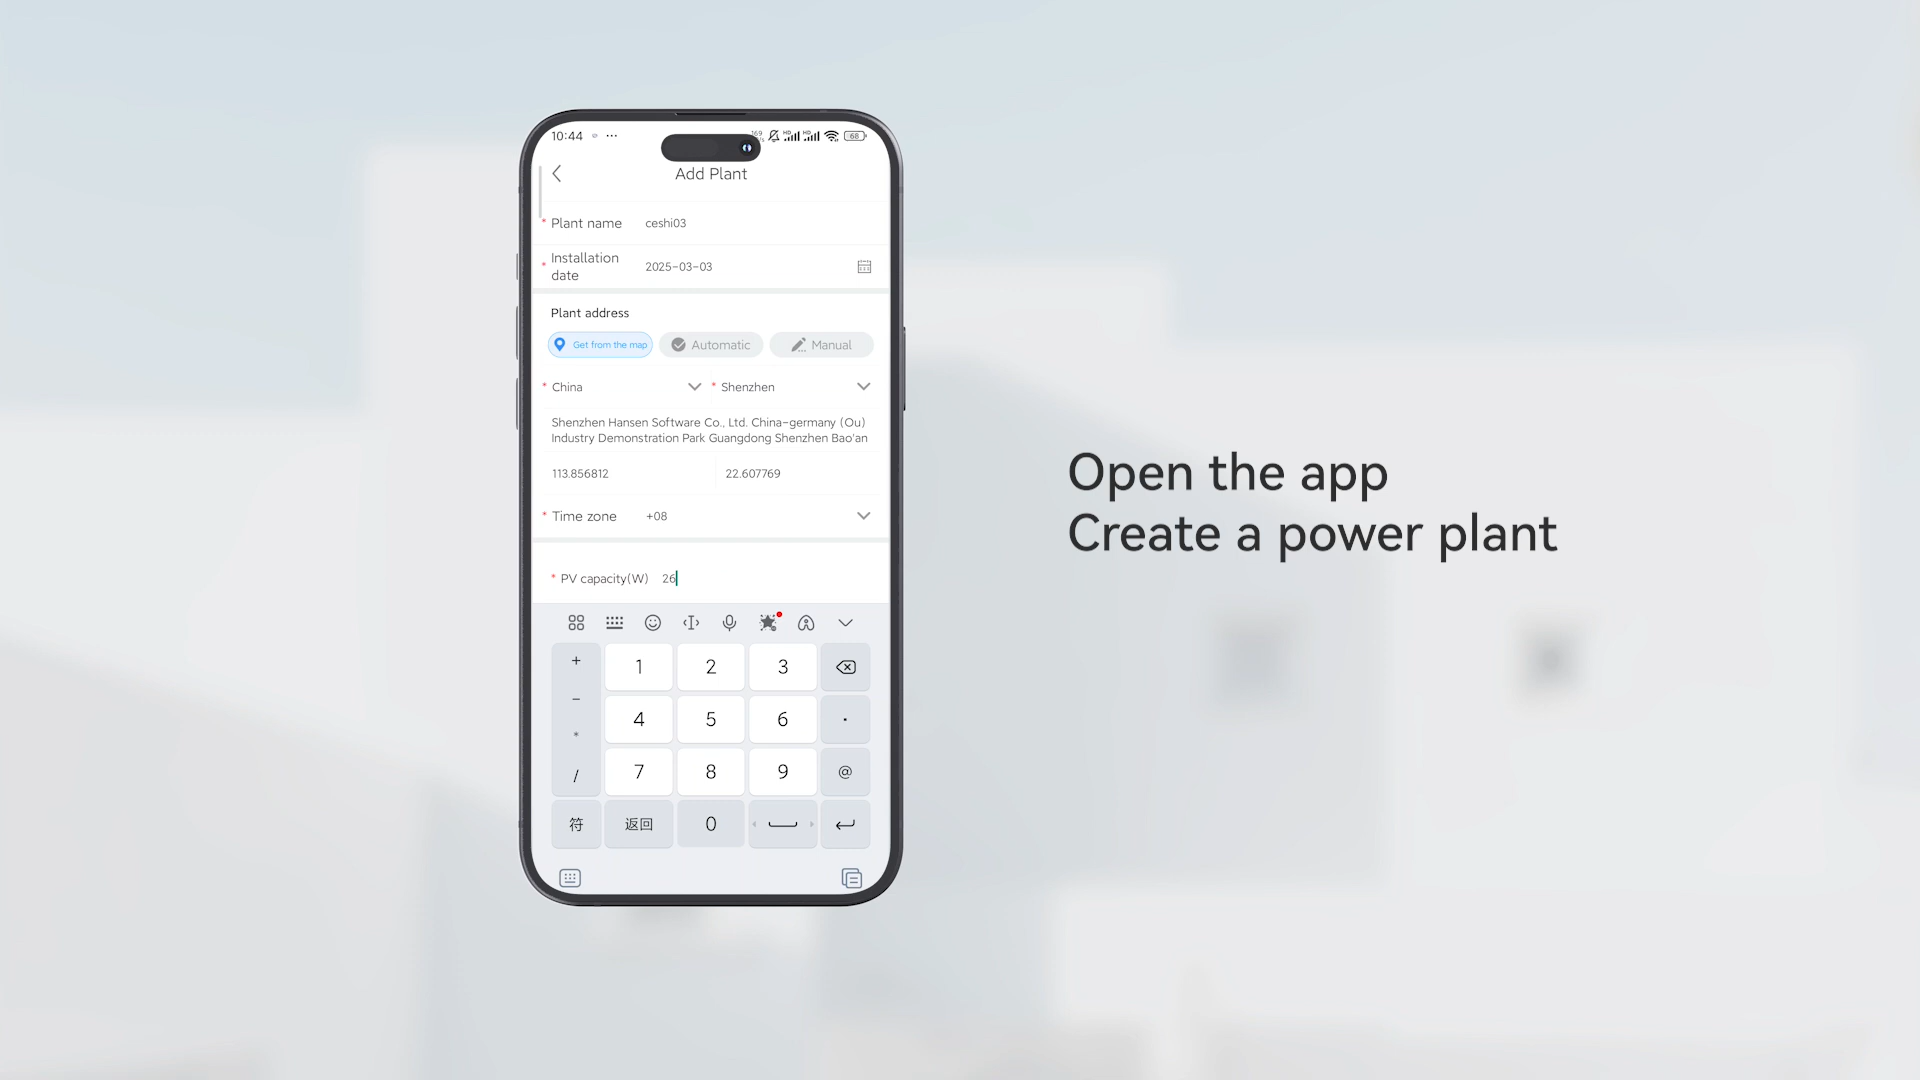 10:44
68
Add Plant
* Plant name ceshi03
* Installation date 2025-03-03
Plant address
Get from the map Automatic Manual
* China * Shenzhen
Shenzhen Hansen Software Co., Ltd. China-germany (Ou)
Industry Demonstration Park Guangdong Shenzhen Bao'an
113.856812 22.607769
* Time zone +08
* PV capacity(W) 26
+ 1 2 3
- 4 5 6 .
* 7 8 9 @
/
符 返回 0
Open the app
Create a power plant